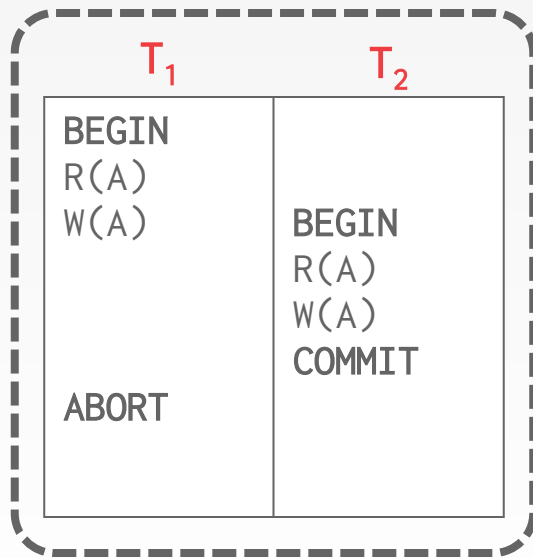 T₁ T₂
BEGIN
R(A)
W(A) BEGIN
R(A)
W(A)
COMMIT
ABORT